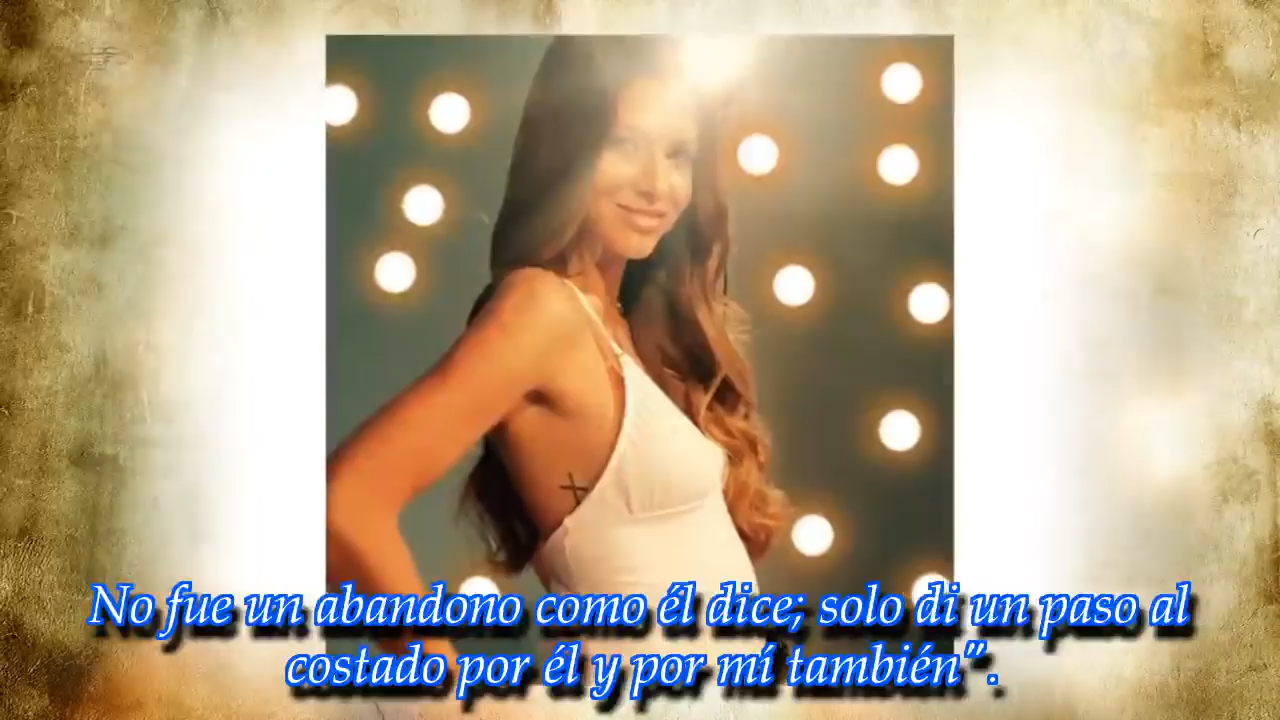 No fue un abandono como él dice; solo di un paso al
costado por él y por mí también”.